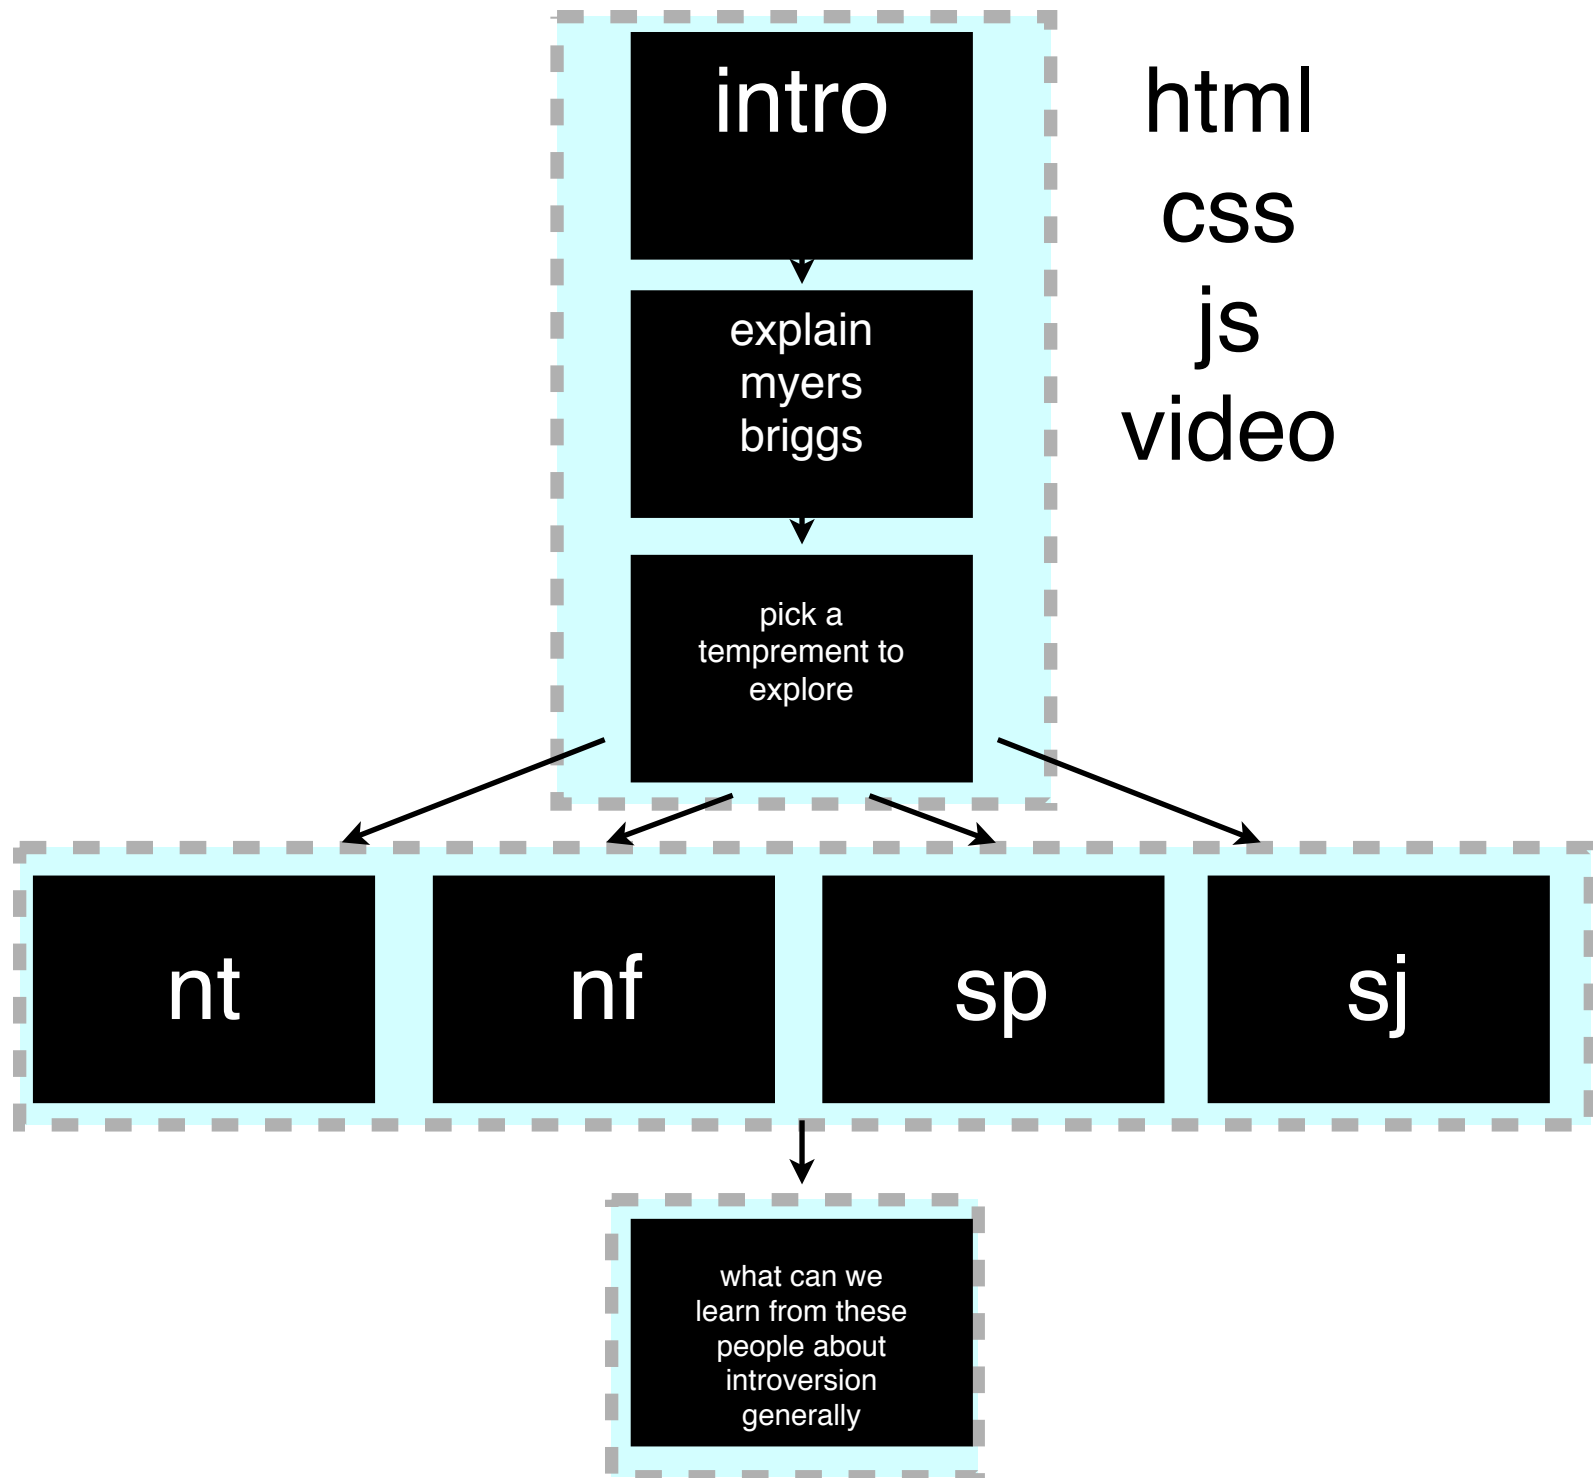 intro
html
css
js
video
explain
myers
briggs
pick a
temprement to
explore
nt
nf
sp
sj
what can we
learn from these
people about
introversion
generally